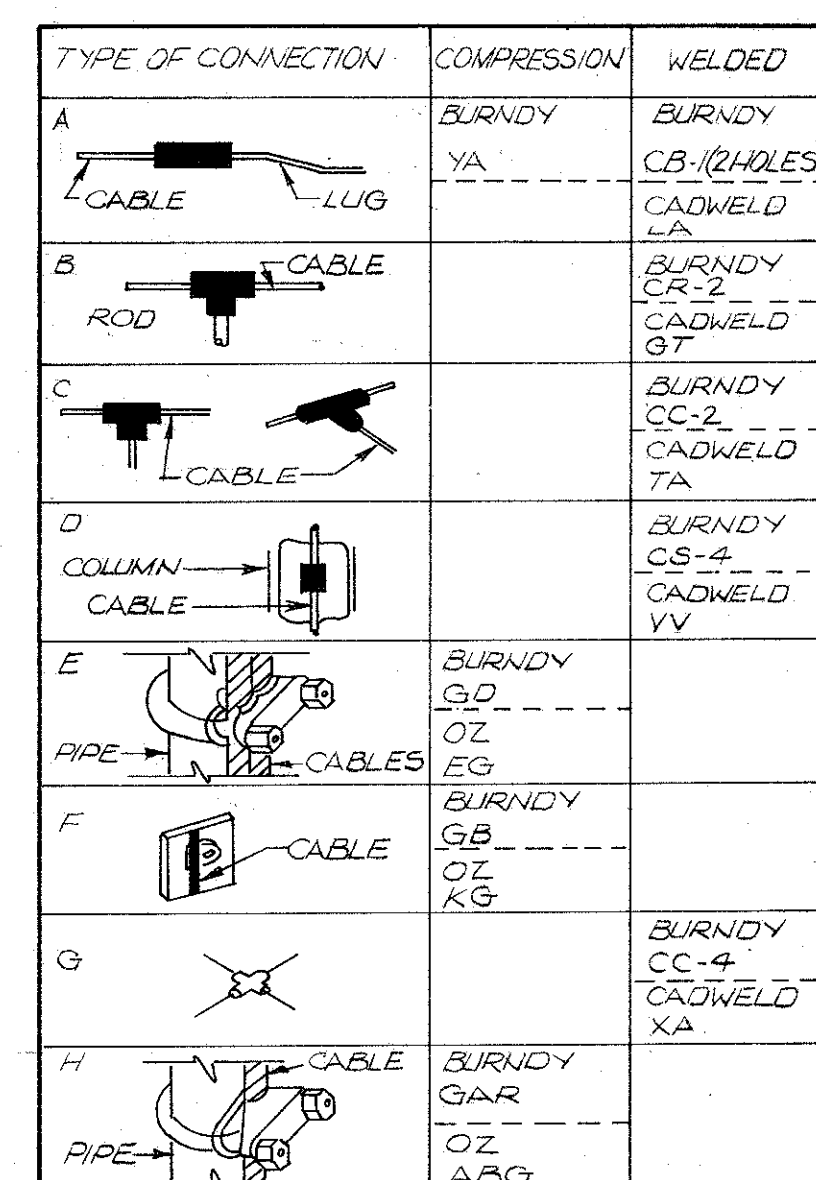 TYPE OF CONNECTION COMPRESSION WELDED
A BURNDY BURNDY
YA CB-1(2HOLES
CABLE LUG CADWELD
LA
B CABLE BURNDY
CR-2
ROD CADWELD
GT
C BURNDY
CC-2
CABLE CADWELD
TA
D BURNDY
COLUMN CS-4
CABLE CADWELD
VV
E BURNDY
GD
PIPE OZ
CABLES EG
F BURNDY
GB
CABLE OZ
KG
G BURNDY
CC-4
CADWELD
XA
H CABLE BURNDY
GAR
PIPE OZ
ABG